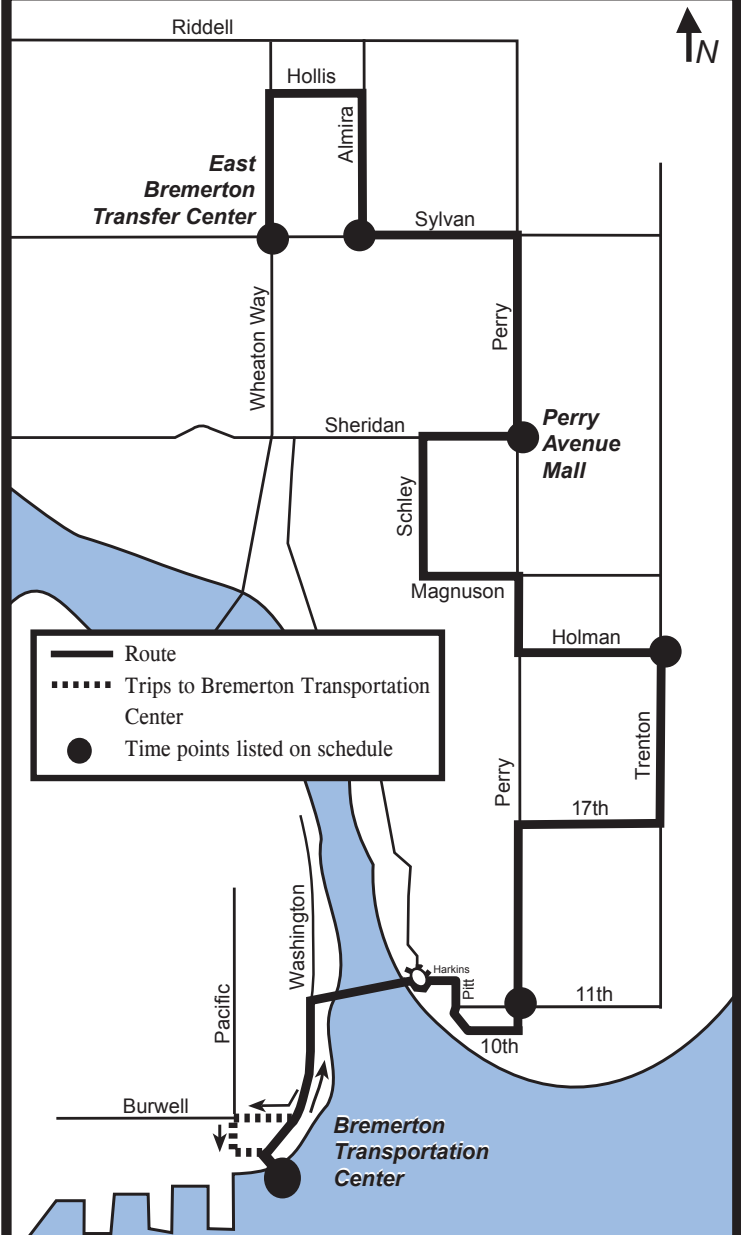 Riddell
N
Hollis
Almira
East
Bremerton
Transfer Center
Sylvan
Wheaton Way
Perry
Sheridan
Perry
Avenue
Mall
Schley
Magnuson
Holman
Route
Trips to Bremerton Transportation
Center
Time points listed on schedule
Trenton
Perry
17th
Washington
Harkins
Pitt
11th
Pacific
10th
Burwell
Bremerton
Transportation
Center